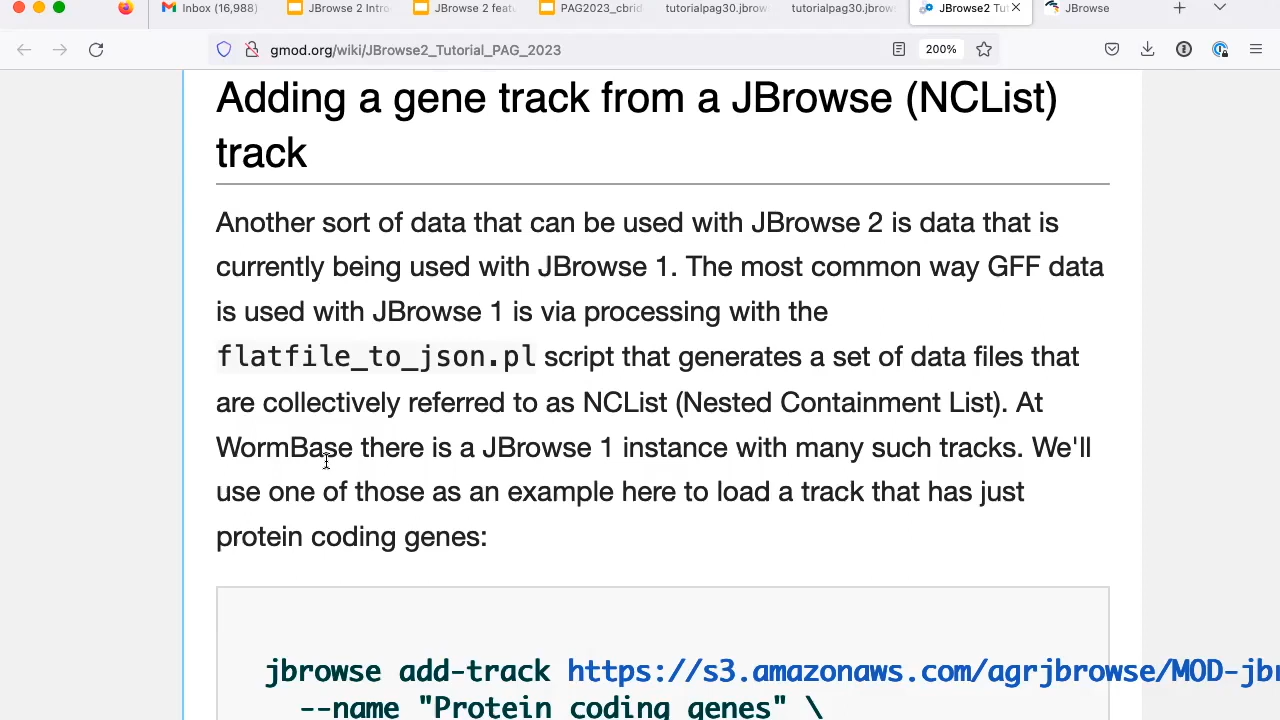 Inbox (16,988)
JBrowse 2 Intro
JBrowse 2 featu
PAG2023_cbrid
tutorialpag30.jbrow
tutorialpag30.jbrows
JBrowse2 Tut
JBrowse
gmod.org/wiki/JBrowse2_Tutorial_PAG_2023
200%
Adding a gene track from a JBrowse (NCList)
track
Another sort of data that can be used with JBrowse 2 is data that is
currently being used with JBrowse 1. The most common way GFF data
is used with JBrowse 1 is via processing with the
flatfile_to_json.pl script that generates a set of data files that
are collectively referred to as NCList (Nested Containment List). At
WormBase there is a JBrowse 1 instance with many such tracks. We'll
use one of those as an example here to load a track that has just
protein coding genes:
jbrowse add-track https://s3.amazonaws.com/agrjbrowse/MOD-jbr
--name "Protein coding genes" \